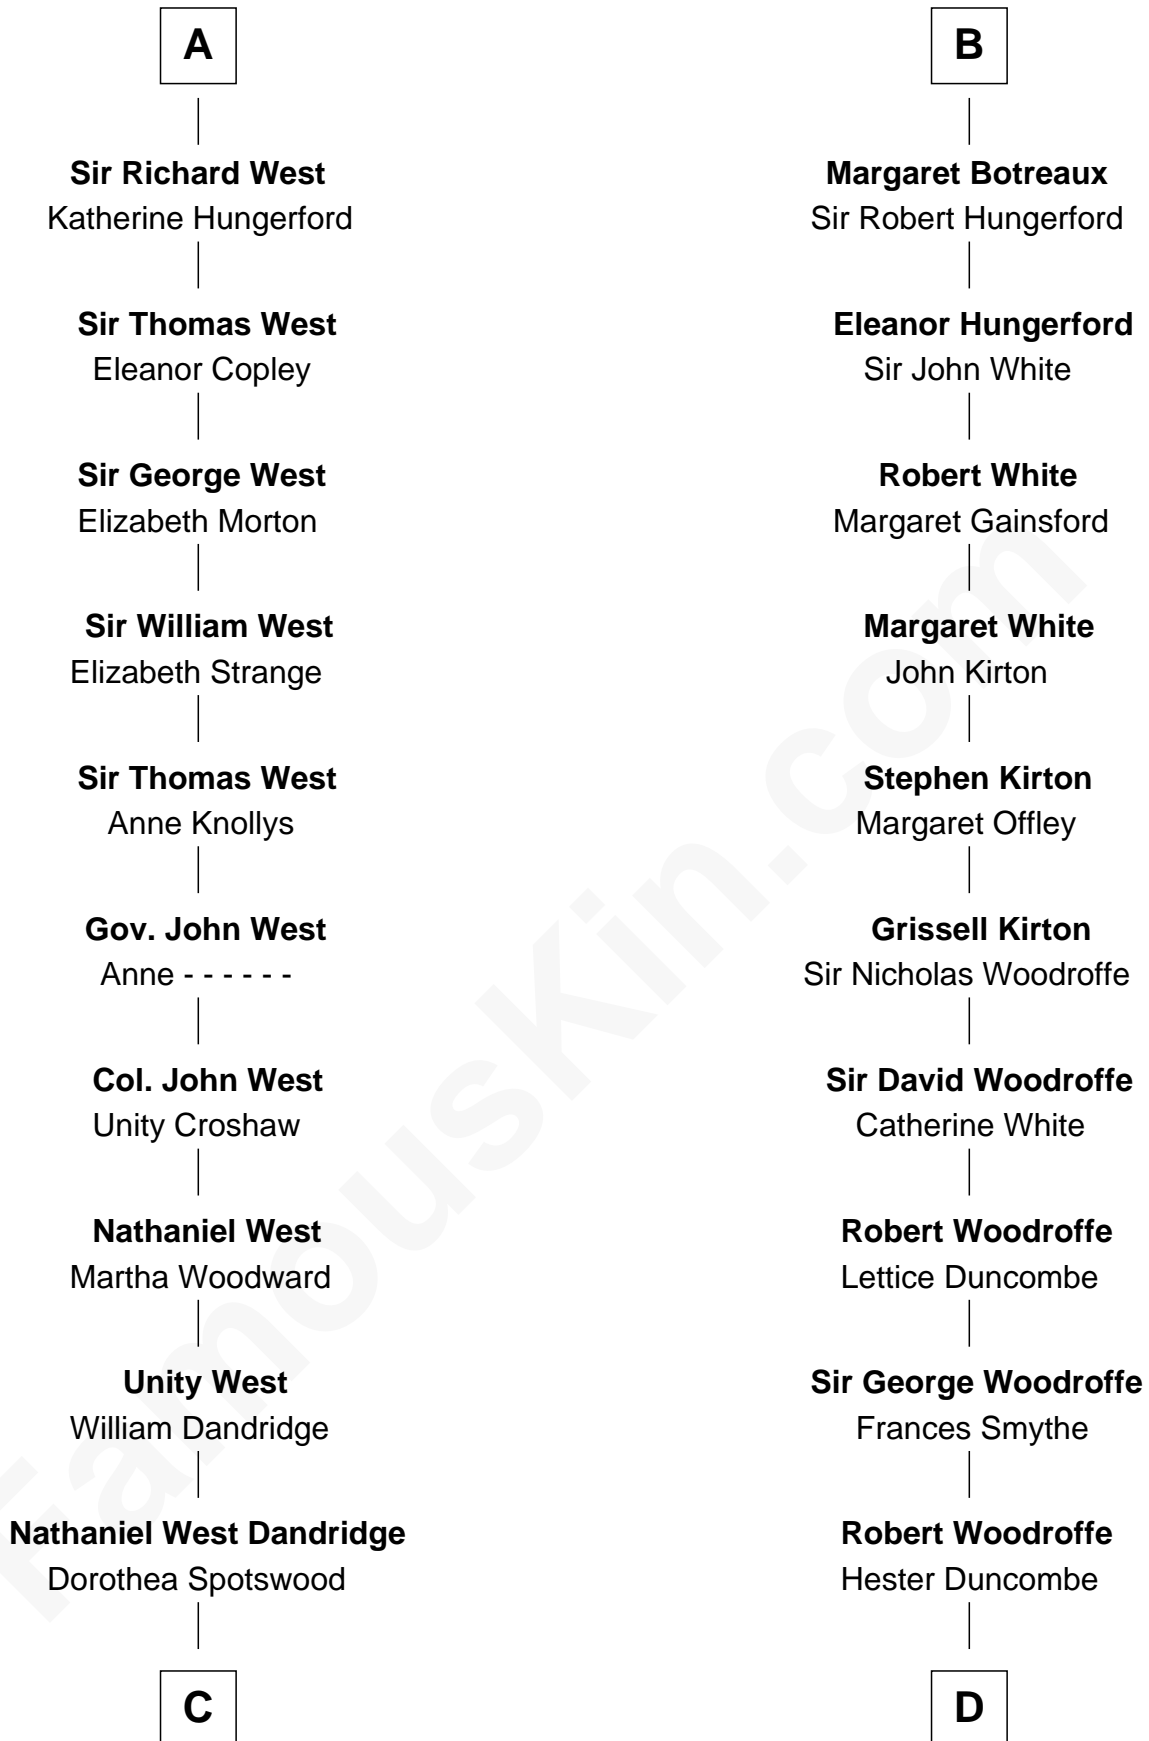 A
Sir Richard West
Katherine Hungerford
Sir Thomas West
Eleanor Copley
Sir George West
Elizabeth Morton
Sir William West
Elizabeth Strange
Sir Thomas West
Anne Knollys
Gov. John West
Anne - - - - - -
Col. John West
Unity Croshaw
Nathaniel West
Martha Woodward
Unity West
William Dandridge
Nathaniel West Dandridge
Dorothea Spotswood
C
B
Margaret Botreaux
Sir Robert Hungerford
Eleanor Hungerford
Sir John White
Robert White
Margaret Gainsford
Margaret White
John Kirton
Stephen Kirton
Margaret Offley
Grissell Kirton
Sir Nicholas Woodroffe
Sir David Woodroffe
Catherine White
Robert Woodroffe
Lettice Duncombe
Sir George Woodroffe
Frances Smythe
Robert Woodroffe
Hester Duncombe
D
FamousKin.com